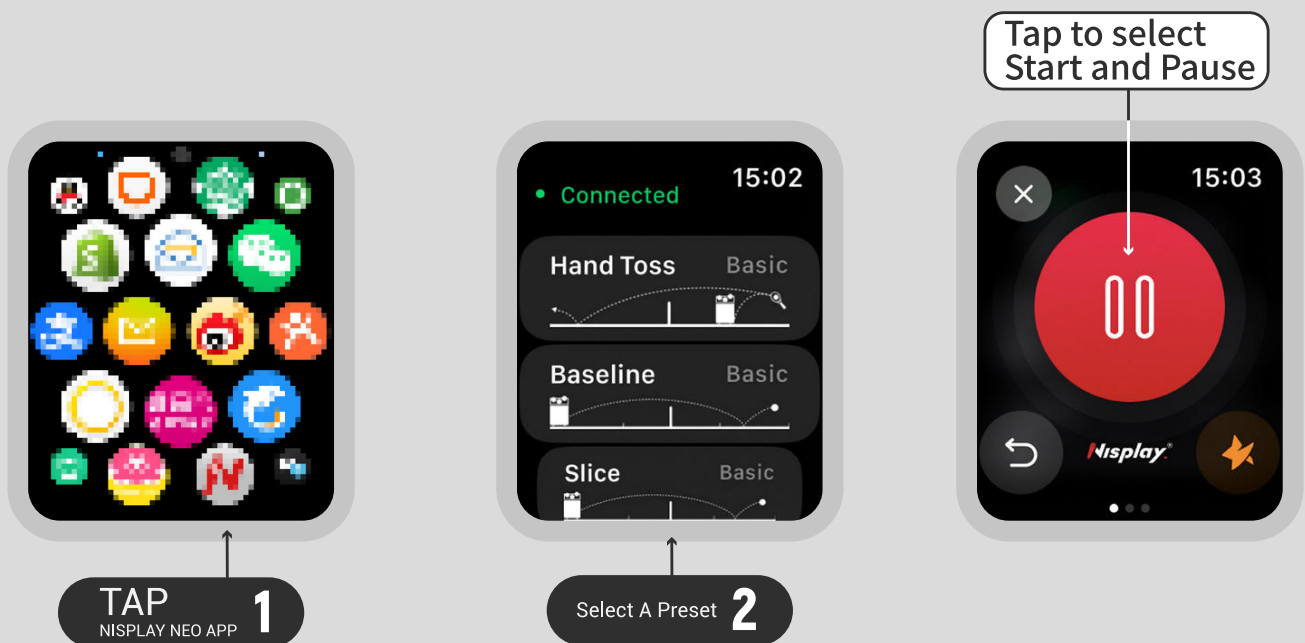 Tap to select
Start and Pause
15:02
Connected
Hand Toss Basic
Baseline Basic
Slice Basic
15:03
Nisplay
TAP
NISPLAY NEO APP
1
Select A Preset 2